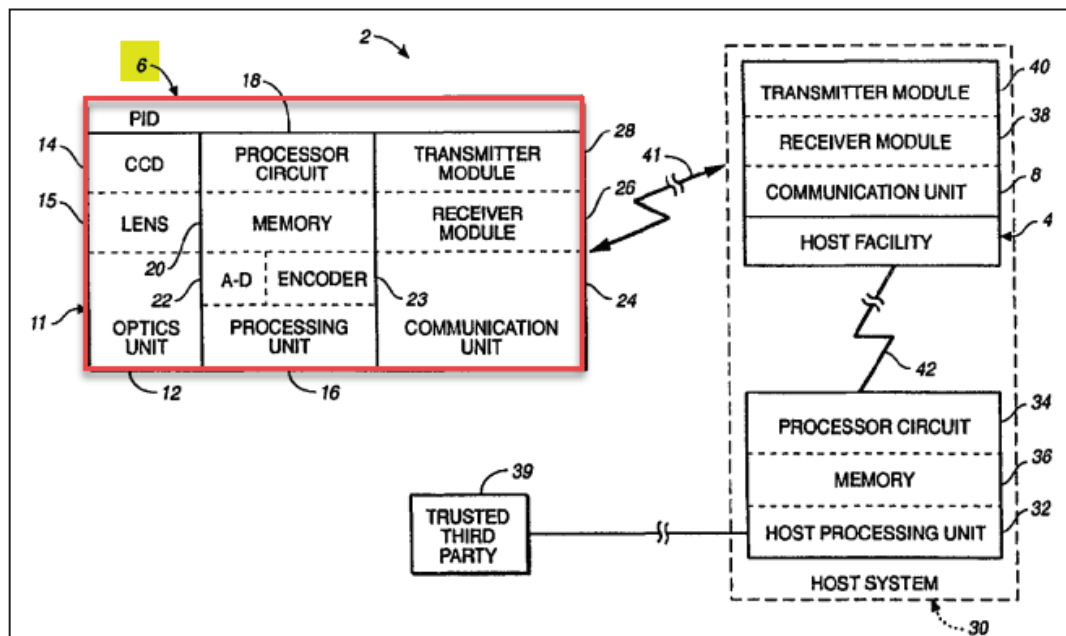 2
6
18
PID
14
CCD
PROCESSOR CIRCUIT
TRANSMITTER MODULE
28
15
LENS
MEMORY
RECEIVER MODULE
26
20
22
A-D
ENCODER
23
24
11
OPTICS UNIT
PROCESSING UNIT
COMMUNICATION UNIT
12
16
41
40
TRANSMITTER MODULE
38
RECEIVER MODULE
COMMUNICATION UNIT
8
HOST FACILITY
4
42
34
PROCESSOR CIRCUIT
36
MEMORY
32
HOST PROCESSING UNIT
HOST SYSTEM
30
39
TRUSTED
THIRD
PARTY